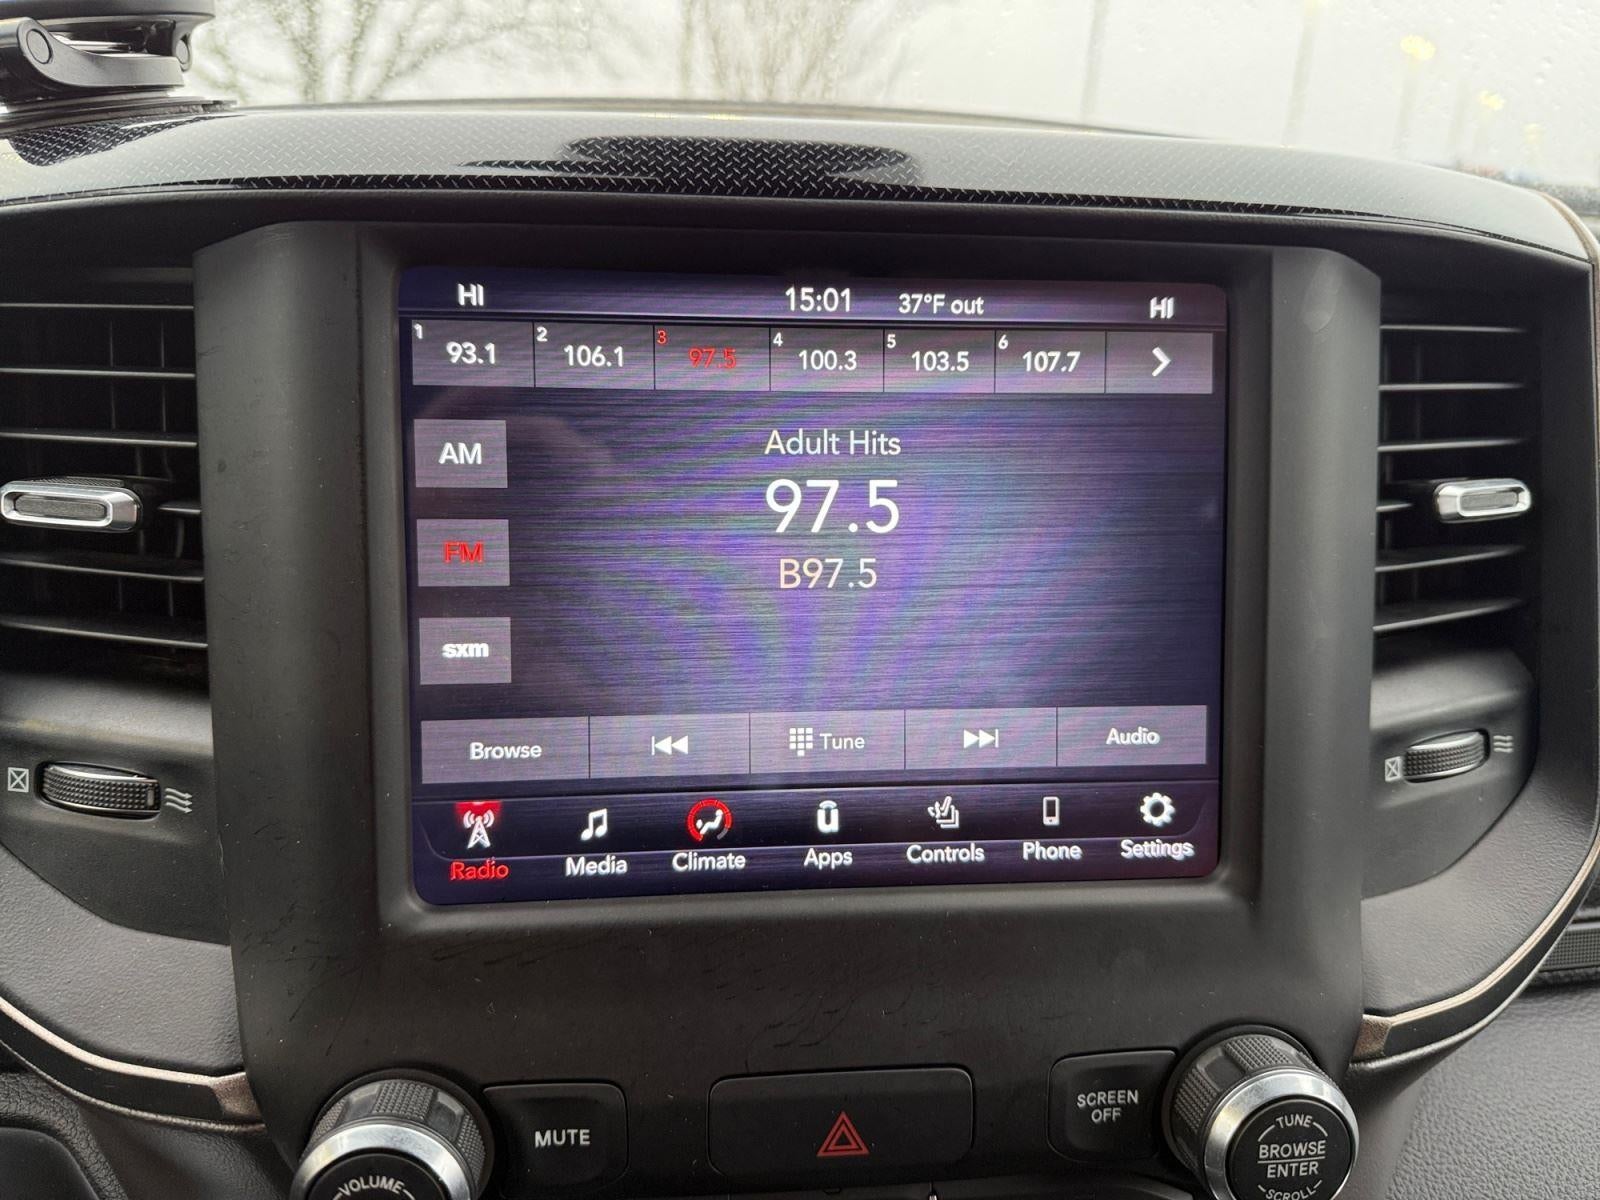 HI 15:01 37°F out HI
1 93.1 2 106.1 3 97.5 4 100.3 5 103.5 6 107.7
AM
Adult Hits
97.5
FM
B97.5
sxm
Browse Tune Audio
Radio Media Climate Apps Controls Phone Settings
VOLUME
MUTE
SCREEN
OFF
TUNE
BROWSE
ENTER
SCROLL